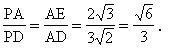 PA/PD = AE/AD = 2√3/3√2 = √6/3 .